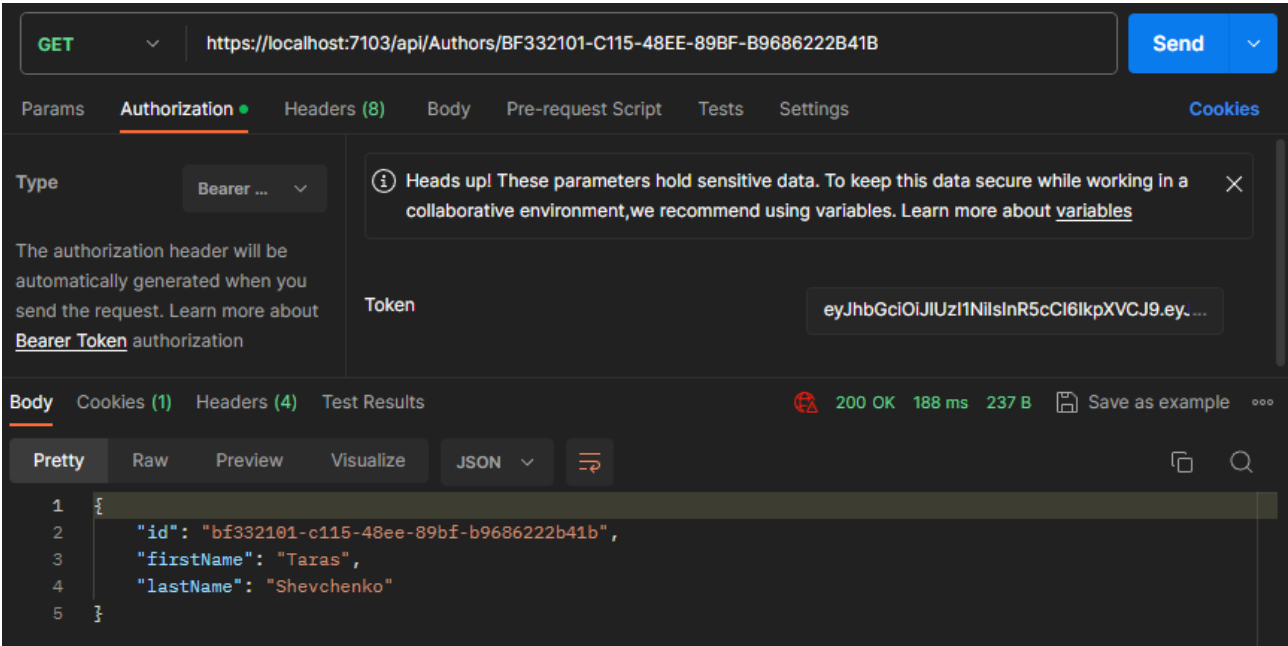 GET https://localhost:7103/api/Authors/BF332101-C115-48EE-89BF-B9686222B41B Send
Params Authorization Headers (8) Body Pre-request Script Tests Settings Cookies
Type Bearer ...
The authorization header will be
automatically generated when you
send the request. Learn more about
Bearer Token authorization
Heads up! These parameters hold sensitive data. To keep this data secure while working in a
collaborative environment,we recommend using variables. Learn more about variables
Token eyJhbGciOiJIUzI1NiIsInR5cCI6IkpXVCJ9.eyJ...
Body Cookies (1) Headers (4) Test Results 200 OK 188 ms 237 B Save as example
Pretty Raw Preview Visualize JSON
1 {
2 "id": "bf332101-c115-48ee-89bf-b9686222b41b",
3 "firstName": "Taras",
4 "lastName": "Shevchenko"
5 }